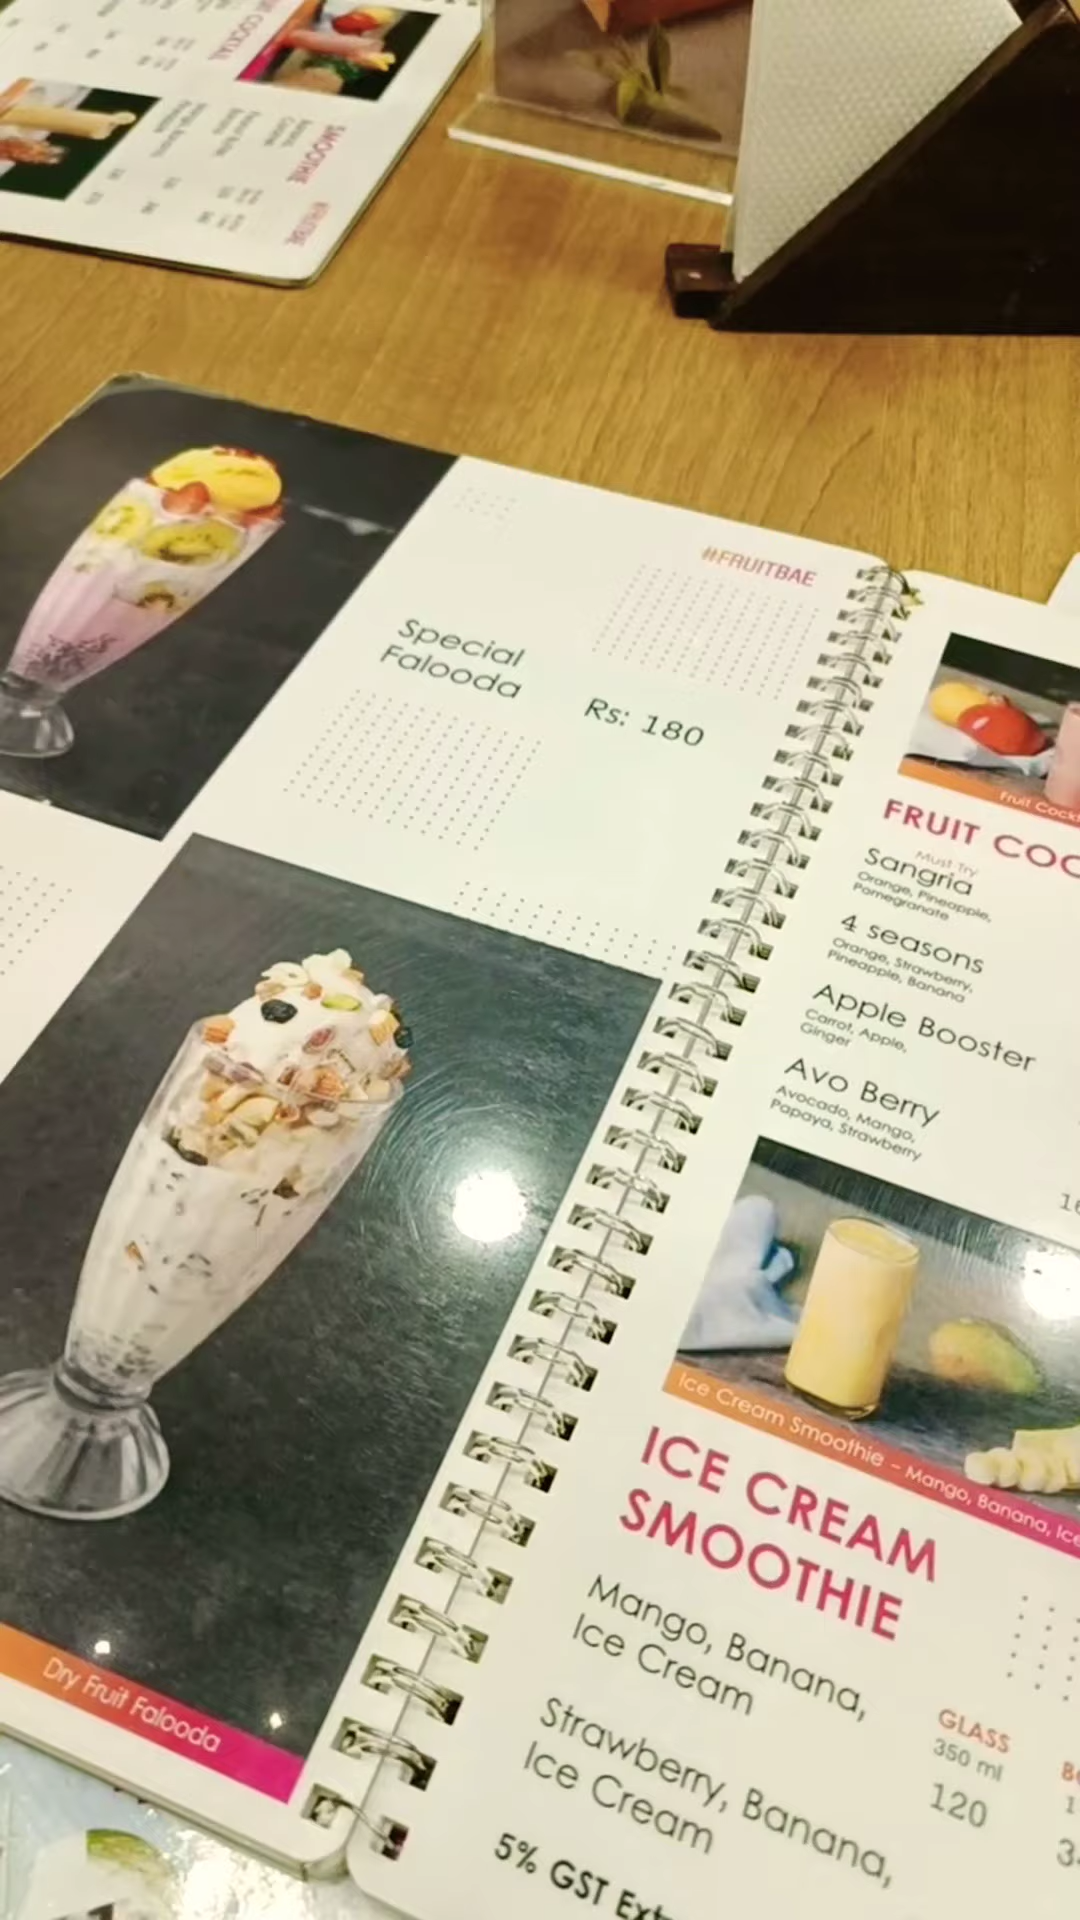 COCKTAIL
SMOOTHIE
#FRUITBAE
#FRUITBAE
Special
Falooda
Rs: 180
Dry Fruit Falooda
Fruit Cockt
FRUIT COC
Must Try
Sangria
Orange, Pineapple,
Pomegranate
4 seasons
Orange, Strawberry,
Pineapple, Banana
Apple Booster
Carrot, Apple,
Ginger
Avo Berry
Avocado, Mango,
Papaya, Strawberry
Ice Cream Smoothie - Mango, Banana, Ice
ICE CREAM
SMOOTHIE
Mango, Banana,
Ice Cream
GLASS
350 ml
120
Strawberry, Banana,
Ice Cream
5% GST Ext